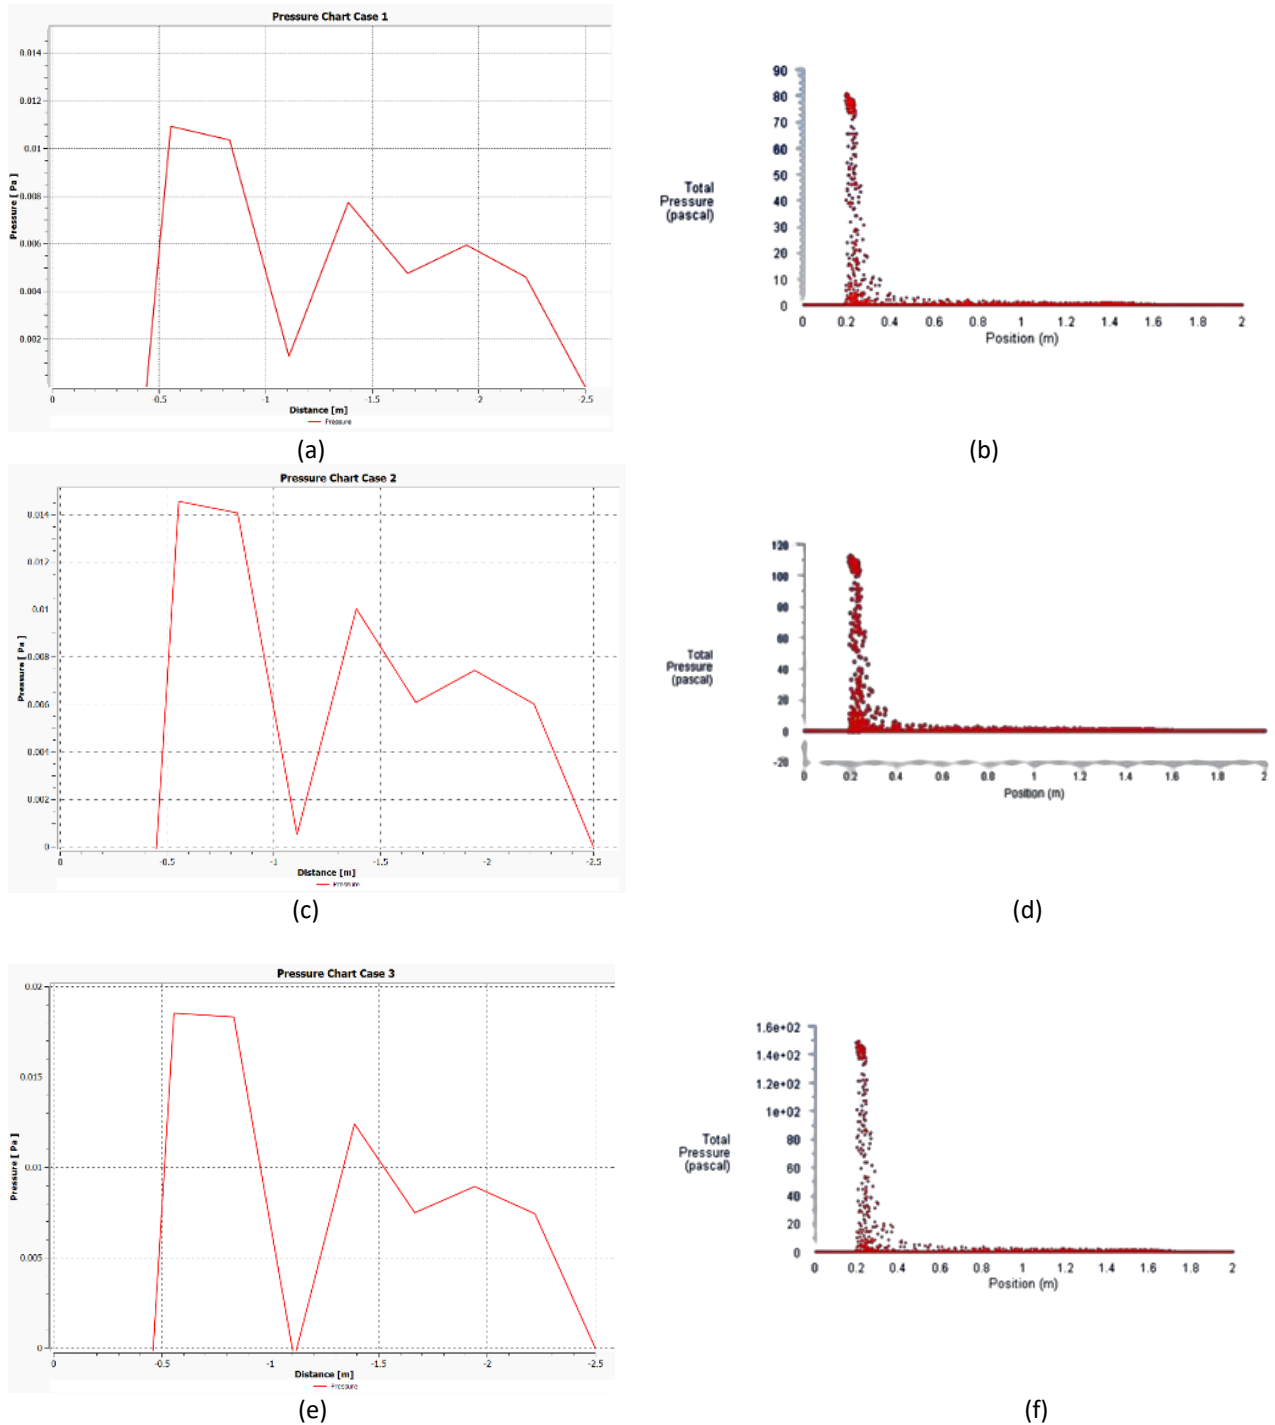 Pressure Chart Case 1
0.014
0.012
0.01
0.008
0.006
0.004
0.002
Pressure [ Pa ]
0
-0.5
-1
-1.5
-2
-2.5
Distance [m]
Pressure
(a)
90
80
70
60
50
40
30
20
10
0
Total
Pressure
(pascal)
0 0.2 0.4 0.6 0.8 1 1.2 1.4 1.6 1.8 2
Position (m)
(b)
Pressure Chart Case 2
0.014
0.012
0.01
0.008
0.006
0.004
0.002
0
Pressure [ Pa ]
0 -0.5 -1 -1.5 -2 -2.5
Distance [m]
Pressure
(c)
120
100
80
60
40
20
0
-20
Total
Pressure
(pascal)
0 0.2 0.4 0.6 0.8 1 1.2 1.4 1.6 1.8 2
Position (m)
(d)
Pressure Chart Case 3
0.02
0.015
0.01
0.005
0
Pressure [ Pa ]
0 -0.5 -1 -1.5 -2 -2.5
Distance [m]
Pressure
(e)
1.6e+02
1.4e+02
1.2e+02
1e+02
80
60
40
20
0
Total
Pressure
(pascal)
0 0.2 0.4 0.6 0.8 1 1.2 1.4 1.6 1.8 2
Position (m)
(f)